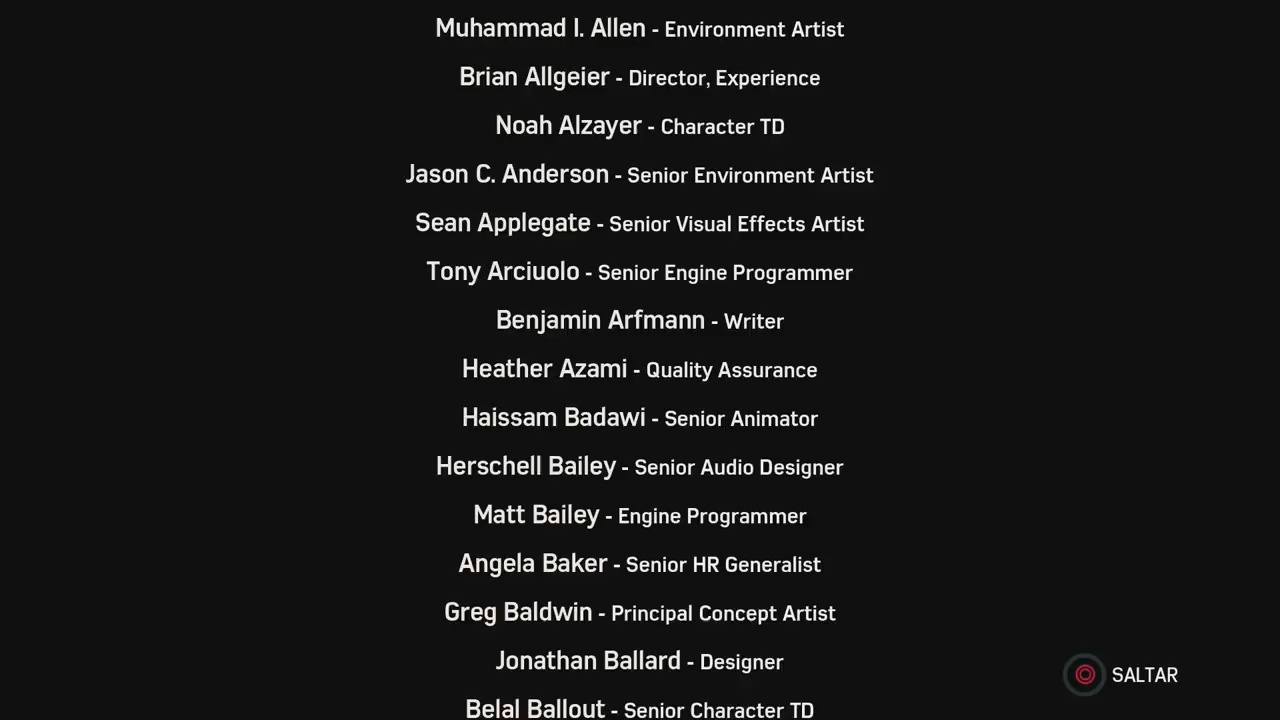 Muhammad I. Allen - Environment Artist
Brian Allgeier - Director, Experience
Noah Alzayer - Character TD
Jason C. Anderson - Senior Environment Artist
Sean Applegate - Senior Visual Effects Artist
Tony Arciuolo - Senior Engine Programmer
Benjamin Arfmann - Writer
Heather Azami - Quality Assurance
Haissam Badawi - Senior Animator
Herschell Bailey - Senior Audio Designer
Matt Bailey - Engine Programmer
Angela Baker - Senior HR Generalist
Greg Baldwin - Principal Concept Artist
Jonathan Ballard - Designer
SALTAR
Belal Ballout - Senior Character TD